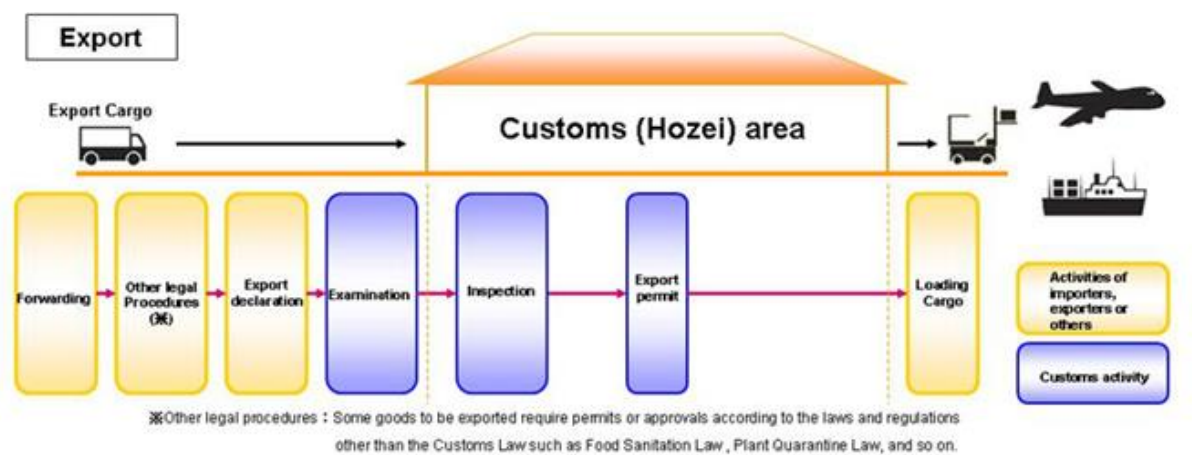 Export
Export Cargo
Customs (Hozei) area
Forwarding
Other legal
Procedures
(※)
Export
declaration
Examination
Inspection
Export
permit
Loading
Cargo
Activities of
importers,
exporters or
others
Customs activity
※Other legal procedures：Some goods to be exported require permits or approvals according to the laws and regulations
other than the Customs Law such as Food Sanitation Law , Plant Quarantine Law, and so on.